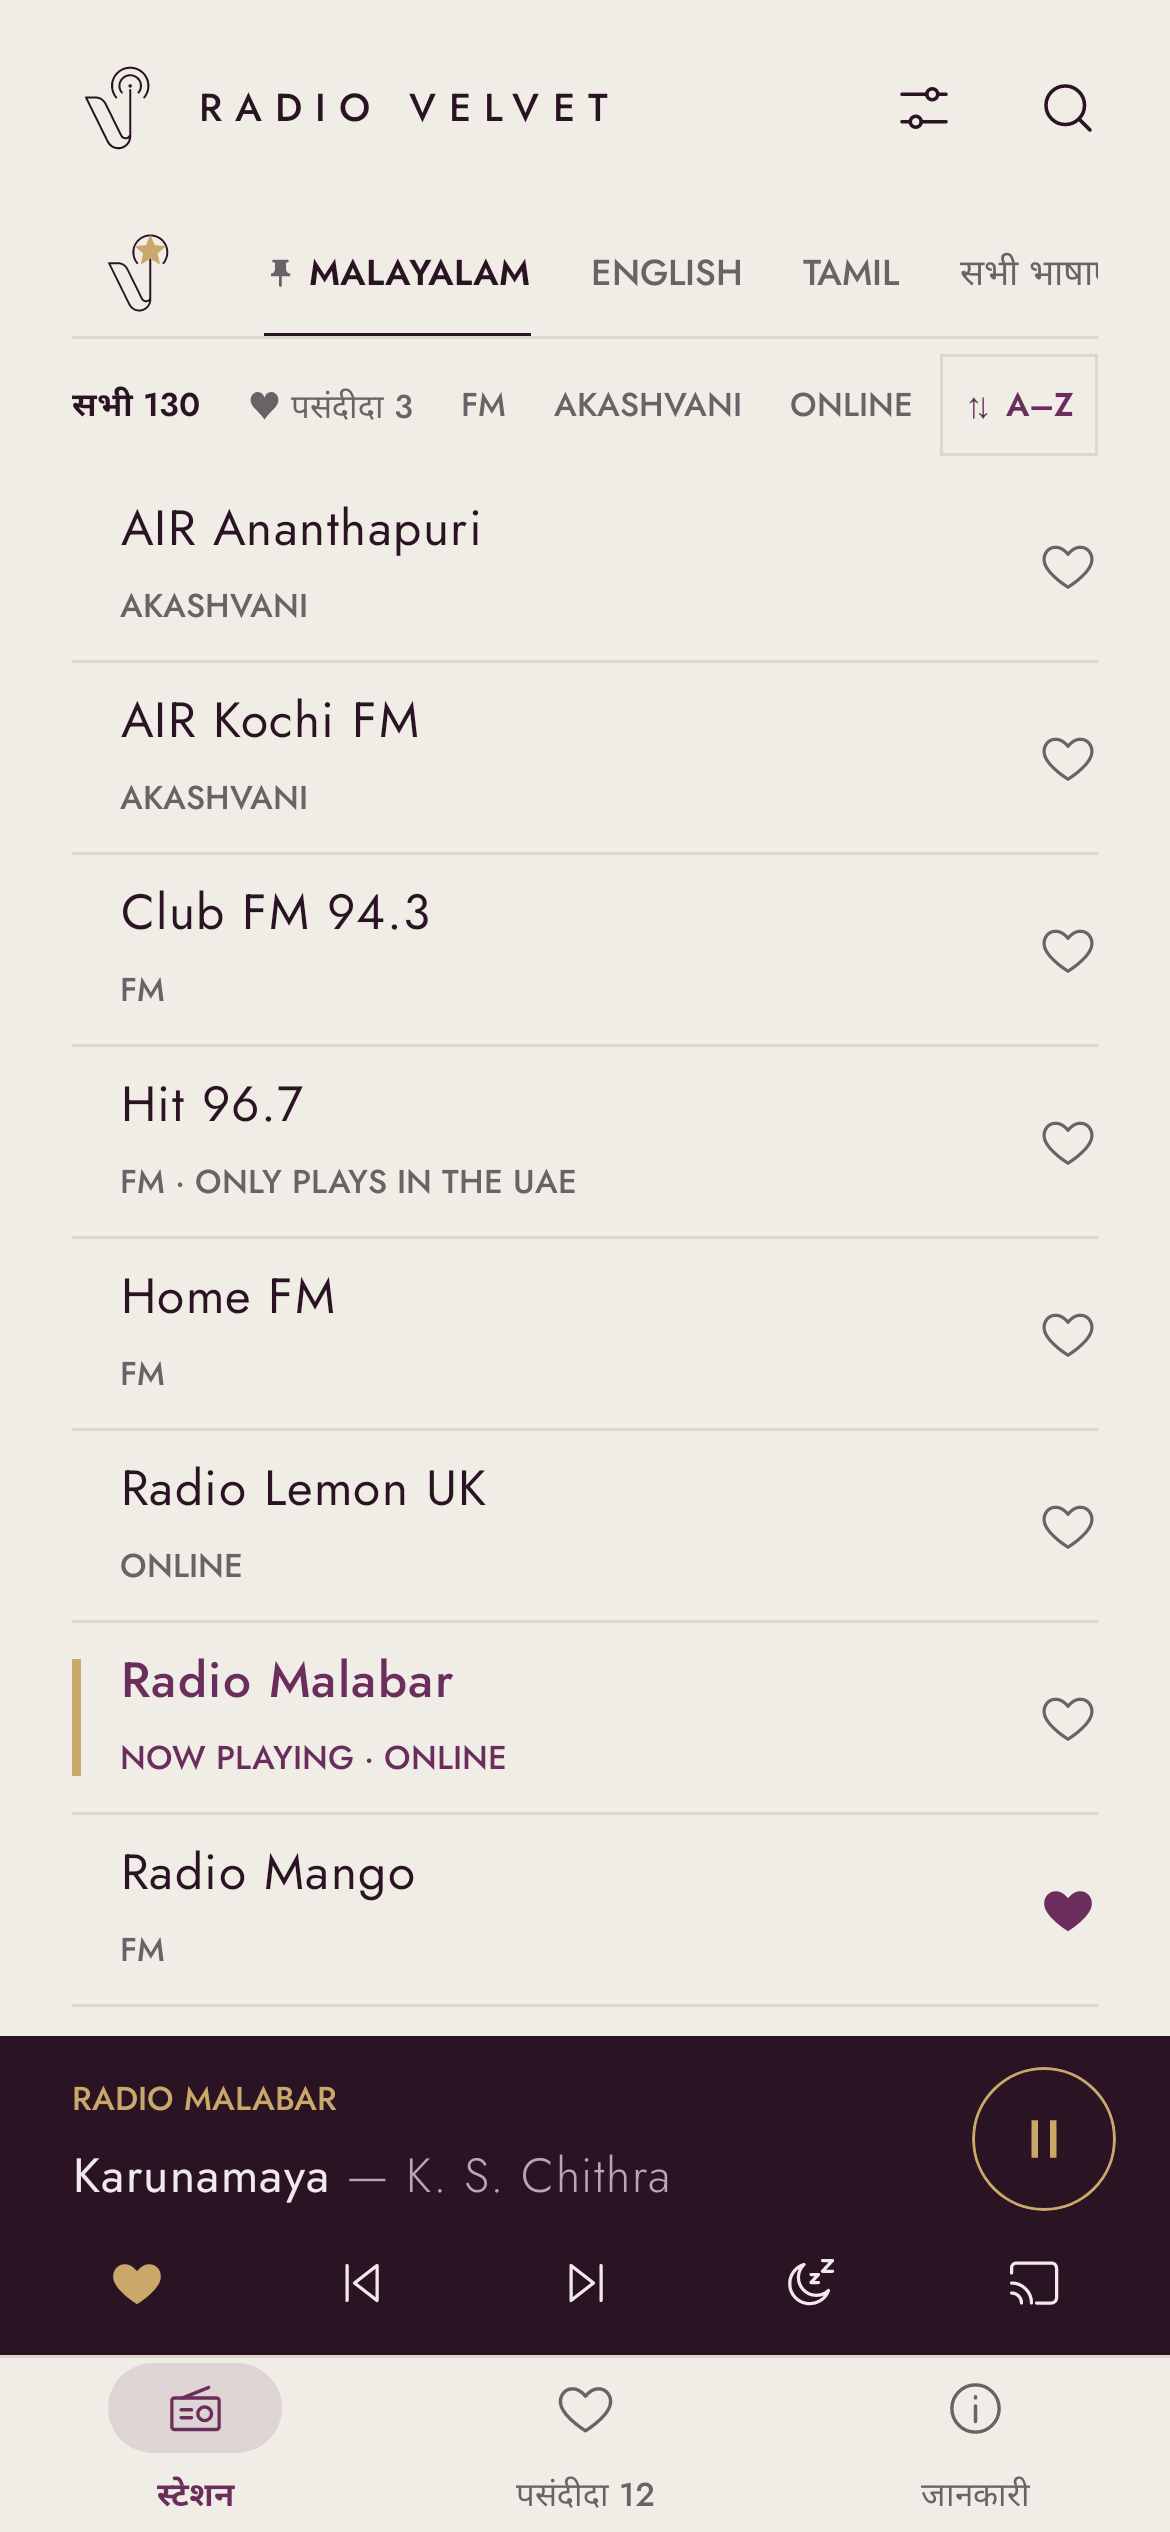 RADIO VELVET
MALAYALAM ENGLISH TAMIL सभी
सभी 130 ♥ पसंदीदा 3 FM AKASHVANI ONLINE ↑↓ A–Z
AIR Ananthapuri
AKASHVANI
AIR Kochi FM
AKASHVANI
Club FM 94.3
FM
Hit 96.7
FM · ONLY PLAYS IN THE UAE
Home FM
FM
Radio Lemon UK
ONLINE
Radio Malabar
NOW PLAYING · ONLINE
Radio Mango
FM
RADIO MALABAR
Karunamaya — K. S. Chithra
स्टेशन पसंदीदा 12 जानकारी